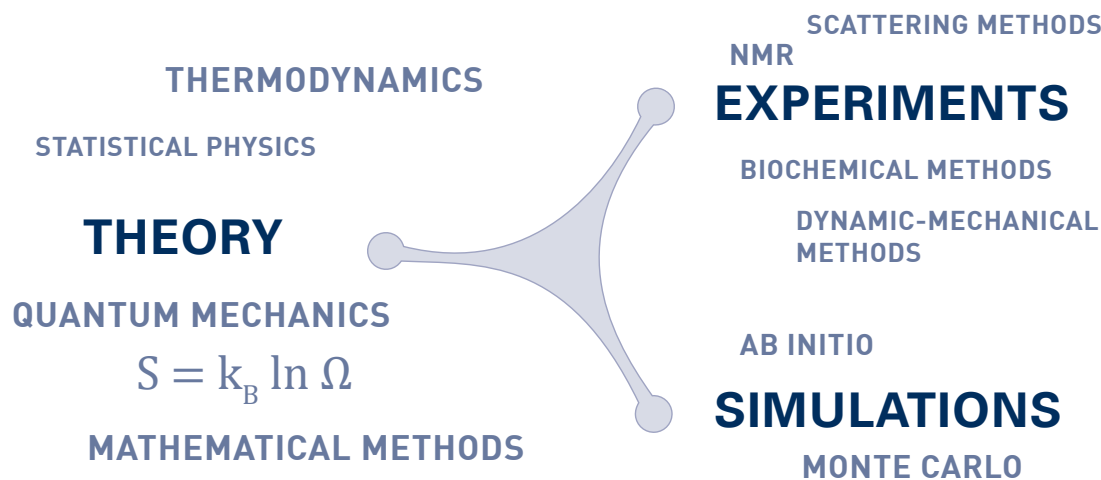 THERMODYNAMICS
STATISTICAL PHYSICS
THEORY
QUANTUM MECHANICS
S = k_B ln Ω
MATHEMATICAL METHODS
SCATTERING METHODS
NMR
EXPERIMENTS
BIOCHEMICAL METHODS
DYNAMIC-MECHANICAL
METHODS
AB INITIO
SIMULATIONS
MONTE CARLO